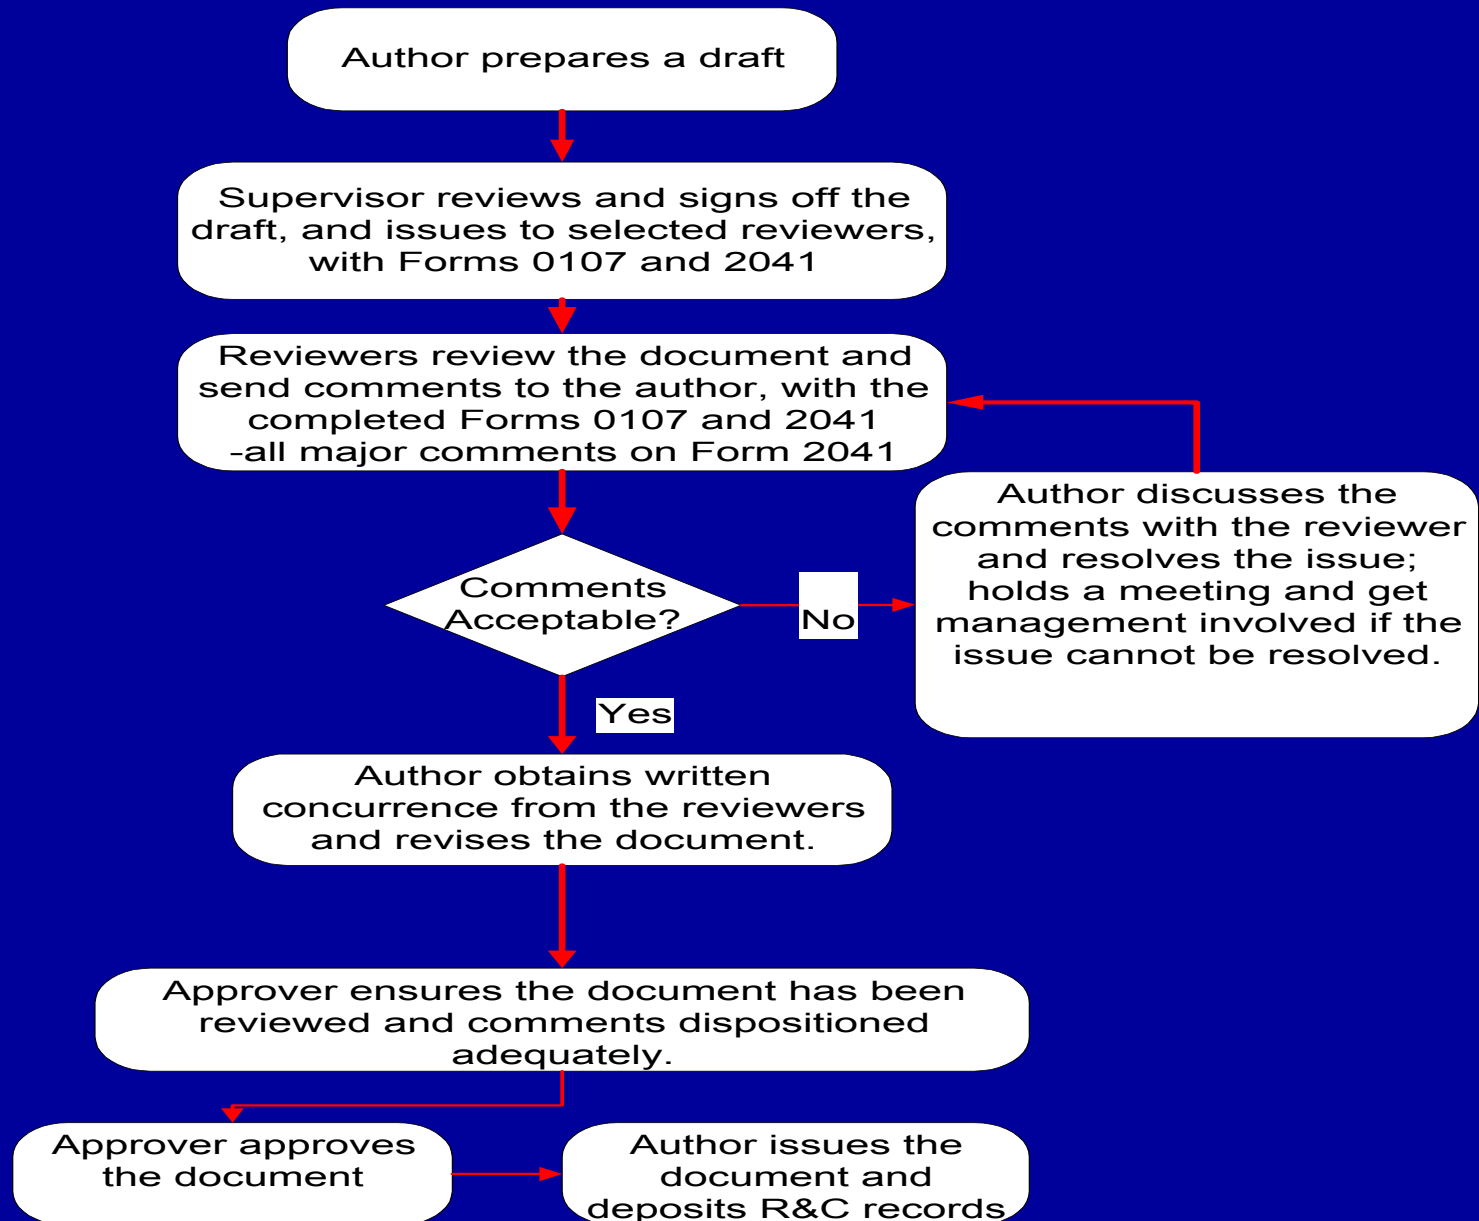 Author prepares a draft
Supervisor reviews and signs off the
draft, and issues to selected reviewers,
with Forms 0107 and 2041
Reviewers review the document and
send comments to the author, with the
completed Forms 0107 and 2041
-all major comments on Form 2041
Comments
Acceptable?
No
Author discusses the
comments with the reviewer
and resolves the issue;
holds a meeting and get
management involved if the
issue cannot be resolved.
Yes
Author obtains written
concurrence from the reviewers
and revises the document.
Approver ensures the document has been
reviewed and comments dispositioned
adequately.
Approver approves
the document
Author issues the
document and
deposits R&C records